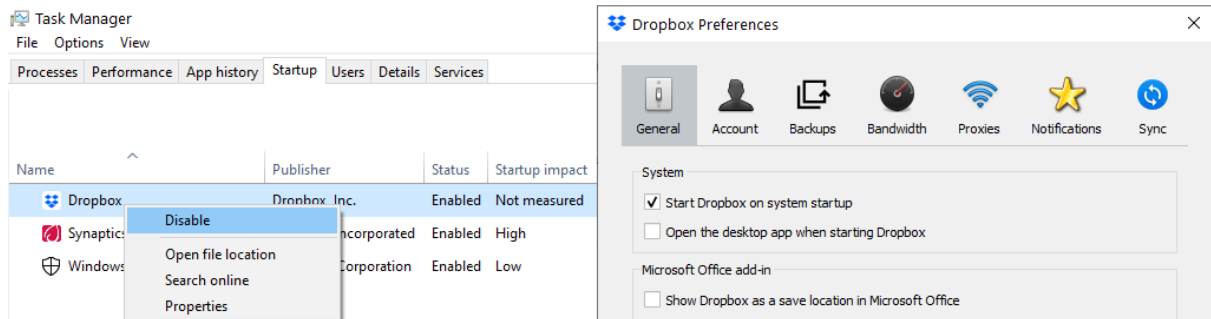 Task Manager
File Options View
Processes Performance App history Startup Users Details Services
Name Publisher Status Startup impact
Dropbox Dropbox, Inc. Enabled Not measured
Synaptics ncorporated Enabled High
Windows Corporation Enabled Low
Disable
Open file location
Search online
Properties
Dropbox Preferences
General Account Backups Bandwidth Proxies Notifications Sync
System
Start Dropbox on system startup
Open the desktop app when starting Dropbox
Microsoft Office add-in
Show Dropbox as a save location in Microsoft Office